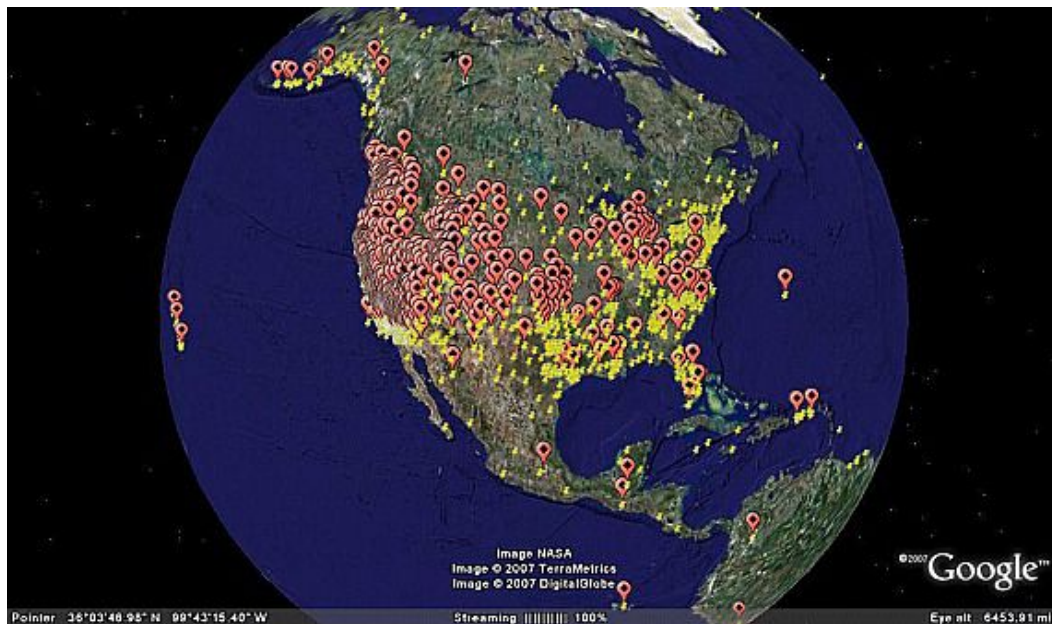 Image NASA
Image © 2007 TerraMetrics
Image © 2007 DigitalGlobe
©2007 Google™
Pointer 36°03'46.98" N 99°43'15.40" W Streaming |||||||||| 100% Eye alt 6453.91 mi